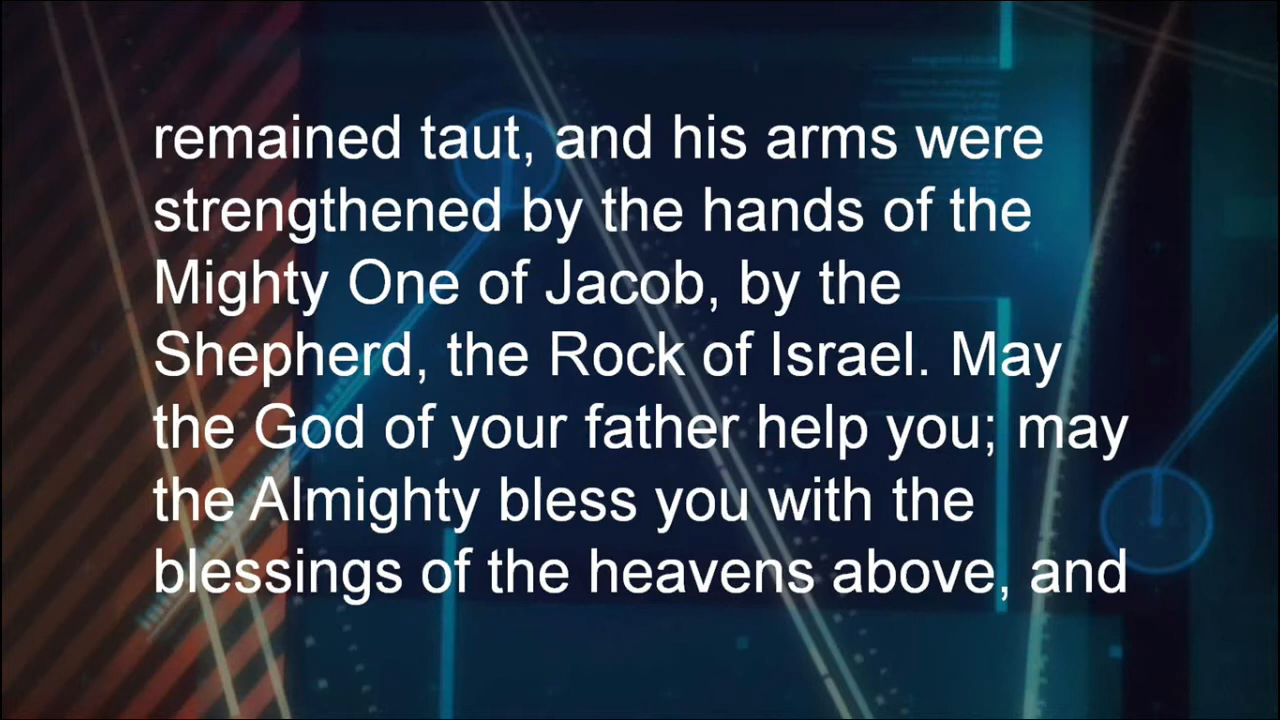 remained taut, and his arms were
strengthened by the hands of the
Mighty One of Jacob, by the
Shepherd, the Rock of Israel. May
the God of your father help you; may
the Almighty bless you with the
blessings of the heavens above, and